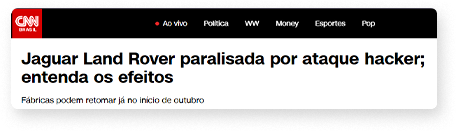 CNN
BRASIL
Ao vivo Política WW Money Esportes Pop
Jaguar Land Rover paralisada por ataque hacker;
entenda os efeitos
Fábricas podem retomar já no início de outubro